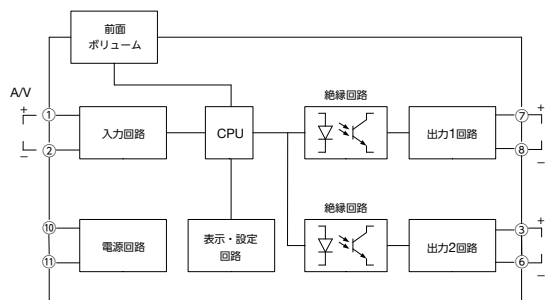 前面
ボリューム
A/V
+
①
②
−
入力回路
CPU
絶縁回路
出力1回路
⑦
+
⑧
−
⑩
⑪
電源回路
表示・設定
回路
絶縁回路
出力2回路
③
+
⑥
−